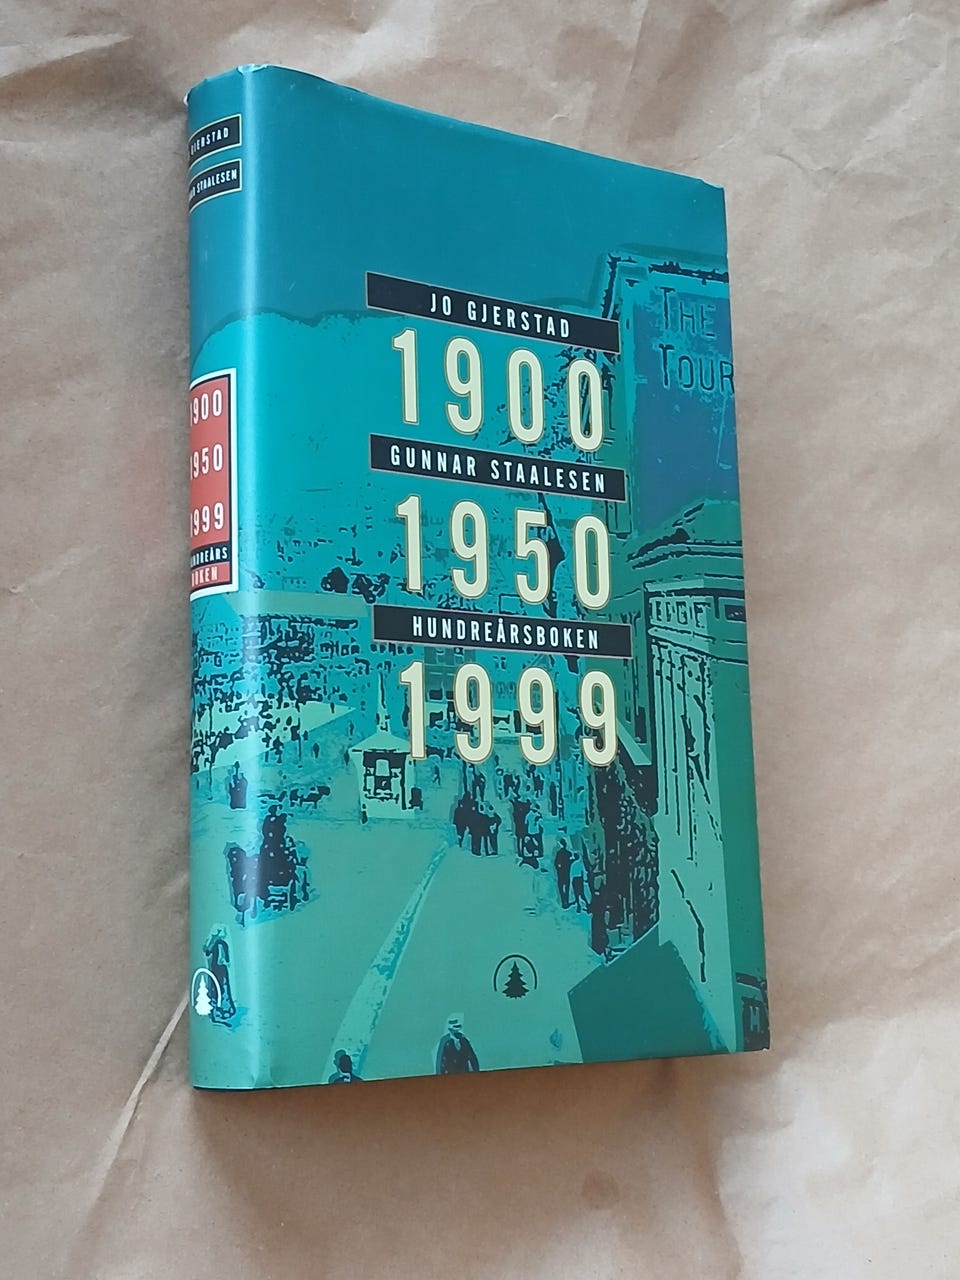 JO GJERSTAD
1900
GUNNAR STAALESEN
1950
HUNDREÅRSBOKEN
1999
THE
TOUR
M
GJERSTAD
STAALESEN
1900
1950
1999